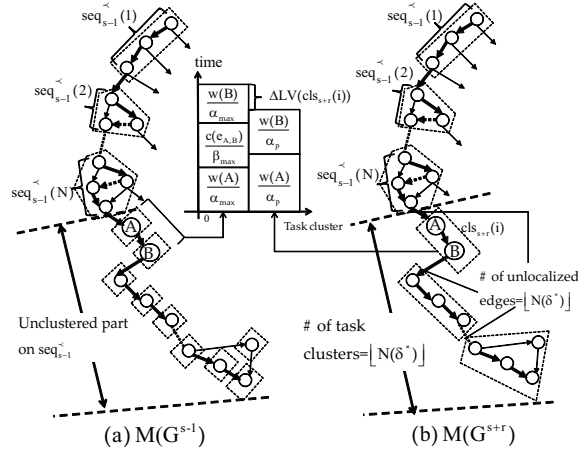 seq≺s−1(1)
seq≺s−1(2)
seq≺s−1(N)
A
B
Unclustered part
on seq≺s−1
(a) M(Gs-1)
time
w(B)
αmax
c(eA,B)
βmax
w(A)
αmax
ΔLV(clss+r(i))
w(B)
αp
w(A)
αp
0
Task cluster
seq≺s−1(1)
seq≺s−1(2)
seq≺s−1(N)
A
clss+r(i)
B
# of unlocalized
edges=⌊N(δ*)⌋
# of task
clusters=⌊N(δ*)⌋
(b) M(Gs+r)